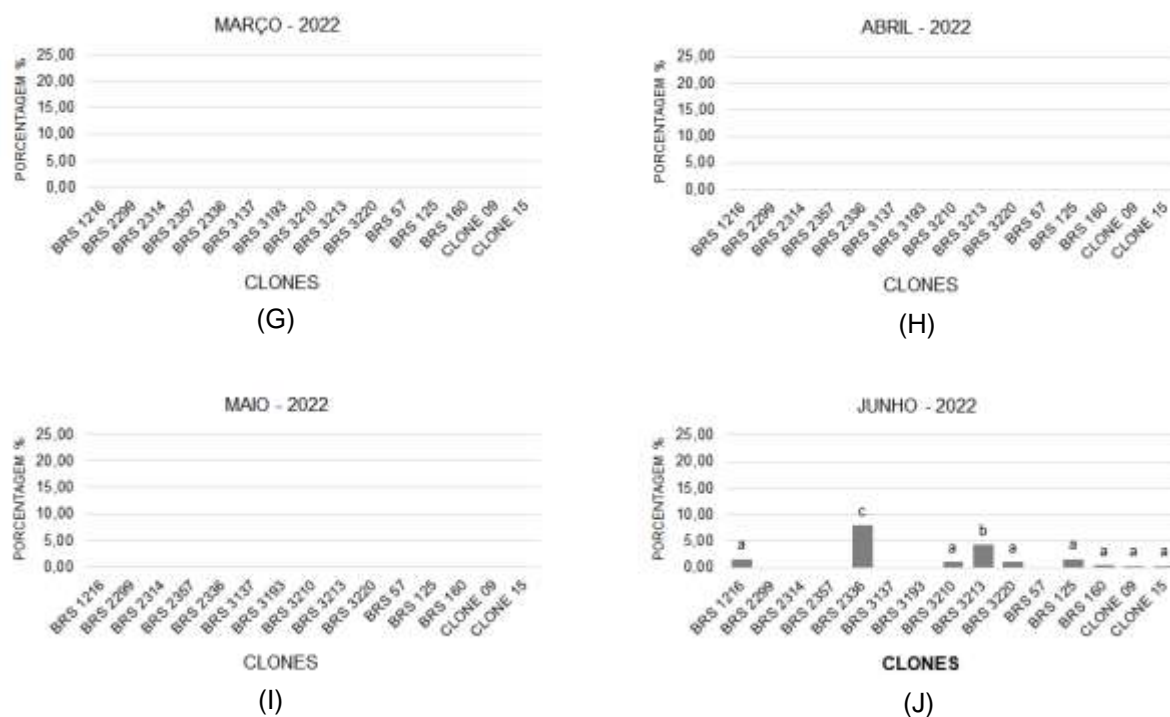 MARÇO - 2022
PORCENTAGEM %
25,00
20,00
15,00
10,00
5,00
0,00
BRS 1216
BRS 2299
BRS 2314
BRS 2357
BRS 2336
BRS 3137
BRS 3193
BRS 3210
BRS 3213
BRS 3220
BRS 57
BRS 125
BRS 160
CLONE 09
CLONE 15
CLONES
(G)
ABRIL - 2022
PORCENTAGEM %
25,00
20,00
15,00
10,00
5,00
0,00
BRS 1216
BRS 2299
BRS 2314
BRS 2357
BRS 2336
BRS 3137
BRS 3193
BRS 3210
BRS 3213
BRS 3220
BRS 57
BRS 125
BRS 160
CLONE 09
CLONE 15
CLONES
(H)
MAIO - 2022
PORCENTAGEM %
25,00
20,00
15,00
10,00
5,00
0,00
BRS 1216
BRS 2299
BRS 2314
BRS 2357
BRS 2336
BRS 3137
BRS 3193
BRS 3210
BRS 3213
BRS 3220
BRS 57
BRS 125
BRS 160
CLONE 09
CLONE 15
CLONES
(I)
JUNHO - 2022
PORCENTAGEM %
25,00
20,00
15,00
10,00
5,00
0,00
a
c
a
b
a
a
a
a
a
BRS 1216
BRS 2299
BRS 2314
BRS 2357
BRS 2336
BRS 3137
BRS 3193
BRS 3210
BRS 3213
BRS 3220
BRS 57
BRS 125
BRS 160
CLONE 09
CLONE 15
CLONES
(J)